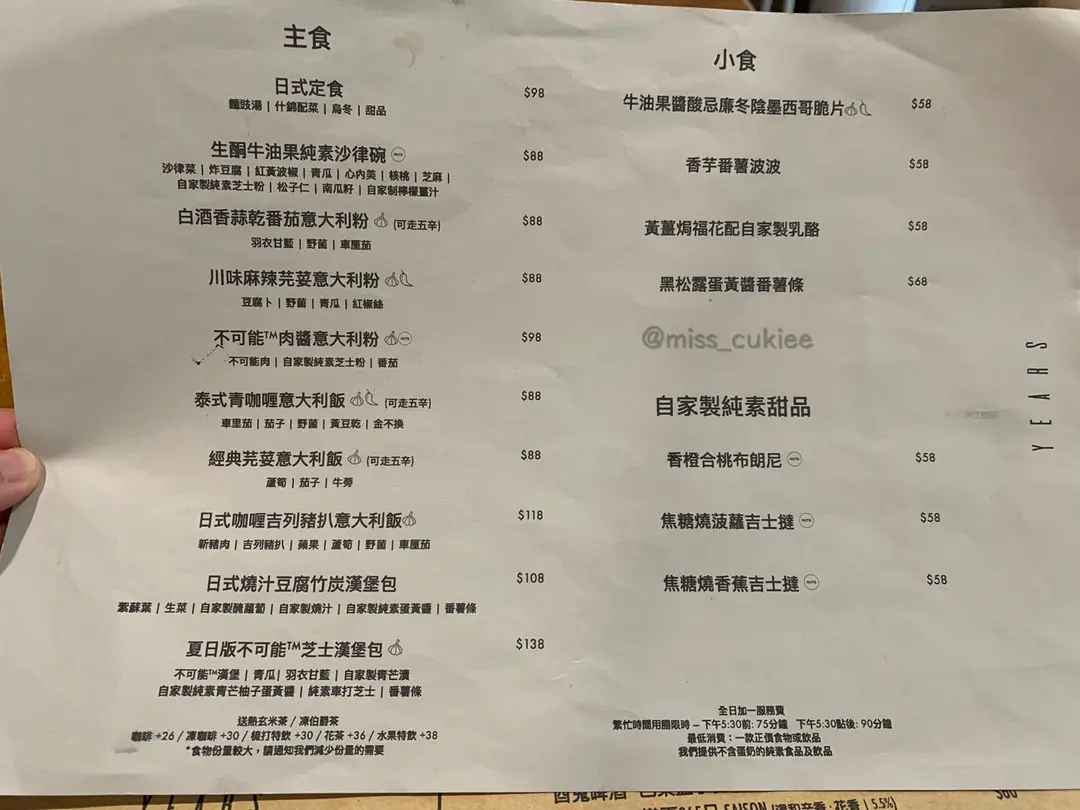 主食
日式定食 $98
麵豉湯 | 什錦配菜 | 烏冬 | 甜品
生酮牛油果純素沙律碗 NUTS $88
沙律菜 | 炸豆腐 | 紅黃波椒 | 青瓜 | 心內美 | 核桃 | 芝麻 |
自家製純素芝士粉 | 松子仁 | 南瓜籽 | 自家制檸檬薑汁
白酒香蒜乾番茄意大利粉 (可走五辛) $88
羽衣甘藍 | 野菌 | 車厘茄
川味麻辣芫荽意大利粉 $88
豆腐卜 | 野菌 | 青瓜 | 紅椒絲
不可能™肉醬意大利粉 NUTS $98
不可能肉 | 自家製純素芝士粉 | 番茄
泰式青咖喱意大利飯 (可走五辛) $88
車里茄 | 茄子 | 野菌 | 黃豆乾 | 金不換
經典芫荽意大利飯 (可走五辛) $88
蘆筍 | 茄子 | 牛蒡
日式咖喱吉列豬扒意大利飯 $118
新豬肉 | 吉列豬扒 | 蘋果 | 蘆筍 | 野菌 | 車厘茄
日式燒汁豆腐竹炭漢堡包 $108
紫蘇葉 | 生菜 | 自家製醃蘿蔔 | 自家製燒汁 | 自家製純素蛋黃醬 | 番薯條
夏日版不可能™芝士漢堡包 $138
不可能™漢堡 | 青瓜 | 羽衣甘藍 | 自家製青芒漬
自家製純素青芒柚子蛋黃醬 | 純素車打芝士 | 番薯條
送熱玄米茶 / 凍伯爵茶
咖啡 +26 / 凍咖啡 +30 / 梳打特飲 +30 / 花茶 +36 / 水果特飲 +38
*食物份量較大，請通知我們減少份量的需要
小食
牛油果醬酸忌廉冬陰墨西哥脆片 $58
香芋番薯波波 $58
黃薑焗福花配自家製乳酪 $58
黑松露蛋黃醬番薯條 $68
@miss_cukiee
自家製純素甜品
香橙合桃布朗尼 NUTS $58
焦糖燒菠蘿吉士撻 NUTS $58
焦糖燒香蕉吉士撻 NUTS $58
全日加一服務費
繁忙時間用膳限時 – 下午5:30前: 75分鐘 下午5:30點後: 90分鐘
最低消費：一款正價食物或飲品
我們提供不含蛋奶的純素食品及飲品
YEARS
YEARS
SAISON
5.5%)
$60